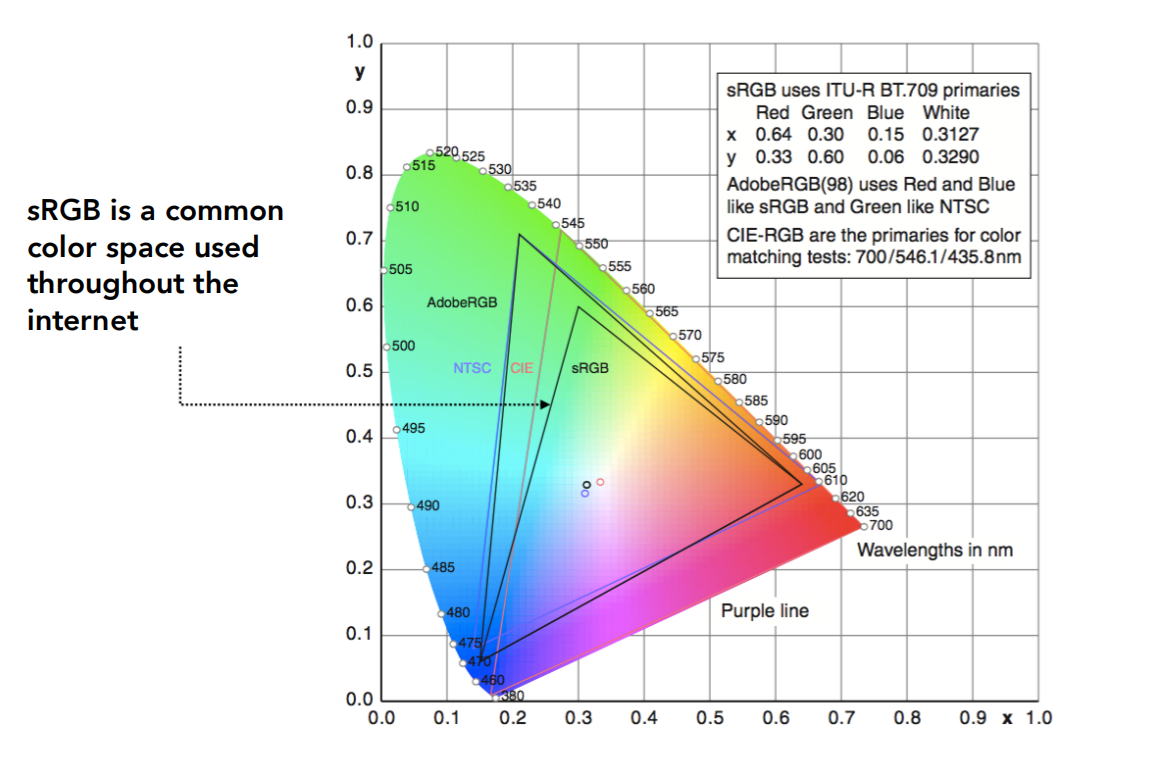 sRGB is a common
color space used
throughout the
internet
1.0
y
0.9
0.8
0.7
0.6
0.5
0.4
0.3
0.2
0.1
0.0
0.0 0.1 0.2 0.3 0.4 0.5 0.6 0.7 0.8 0.9 x 1.0
sRGB uses ITU-R BT.709 primaries
Red Green Blue White
x 0.64 0.30 0.15 0.3127
y 0.33 0.60 0.06 0.3290
AdobeRGB(98) uses Red and Blue
like sRGB and Green like NTSC
CIE-RGB are the primaries for color
matching tests: 700/546.1/435.8nm
520
525
515
530
535
510
540
545
550
505
555
560
565
570
500
575
580
585
590
495
595
600
605
610
490
620
635
700
485
480
475
470
460
380
AdobeRGB
NTSC CIE sRGB
Wavelengths in nm
Purple line